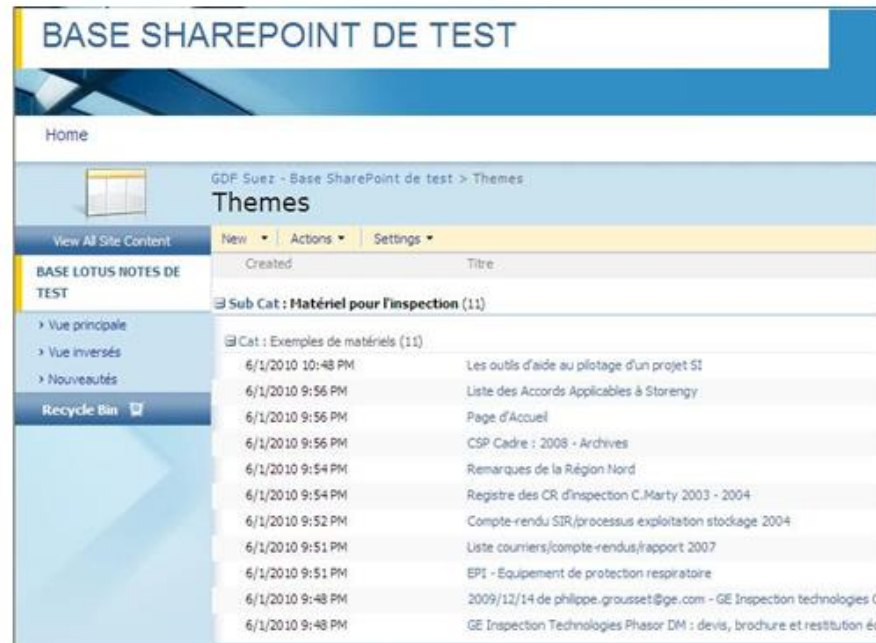 BASE SHAREPOINT DE TEST
Home
GDF Suez - Base SharePoint de test > Themes
Themes
View All Site Content
New Actions Settings
BASE LOTUS NOTES DE TEST
Vue principale
Vue inversés
Nouveautés
Recycle Bin
Created Titre
Sub Cat : Matériel pour l'inspection (11)
Cat : Exemples de matériels (11)
6/1/2010 10:48 PM Les outils d'aide au pilotage d'un projet SI
6/1/2010 9:56 PM Liste des Accords Applicables à Storengy
6/1/2010 9:56 PM Page d'Accueil
6/1/2010 9:56 PM CSP Cadre : 2008 - Archives
6/1/2010 9:54 PM Remarques de la Région Nord
6/1/2010 9:54 PM Registre des CR d'inspection C.Marty 2003 - 2004
6/1/2010 9:52 PM Compte-rendu SIR/processus exploitation stockage 2004
6/1/2010 9:51 PM Liste courriers/compte-rendus/rapport 2007
6/1/2010 9:51 PM EPI - Equipement de protection respiratoire
6/1/2010 9:48 PM 2009/12/14 de philippe.grousset@ge.com - GE Inspection technologies
6/1/2010 9:48 PM GE Inspection Technologies Phasor DM : devis, brochure et restitution